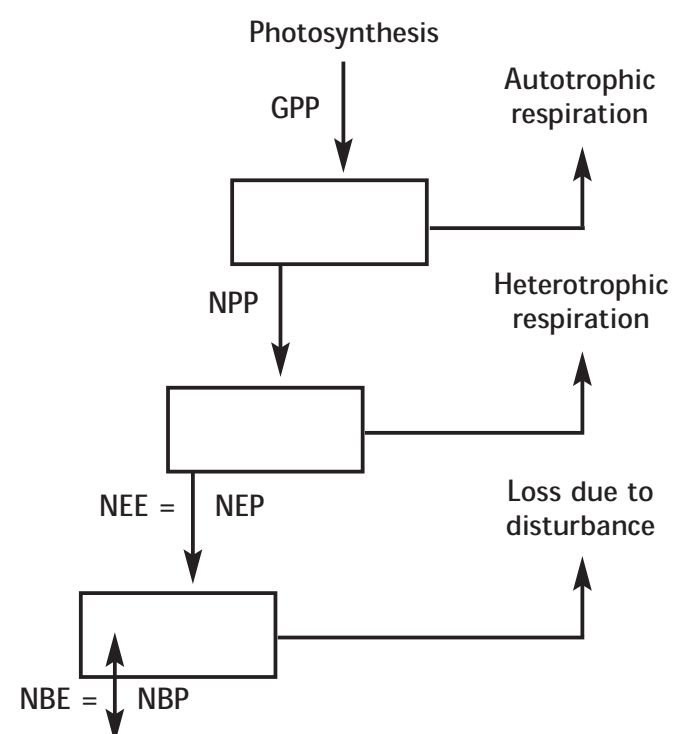 Photosynthesis
GPP
Autotrophic
respiration
NPP
Heterotrophic
respiration
NEE = NEP
Loss due to
disturbance
NBE = NBP